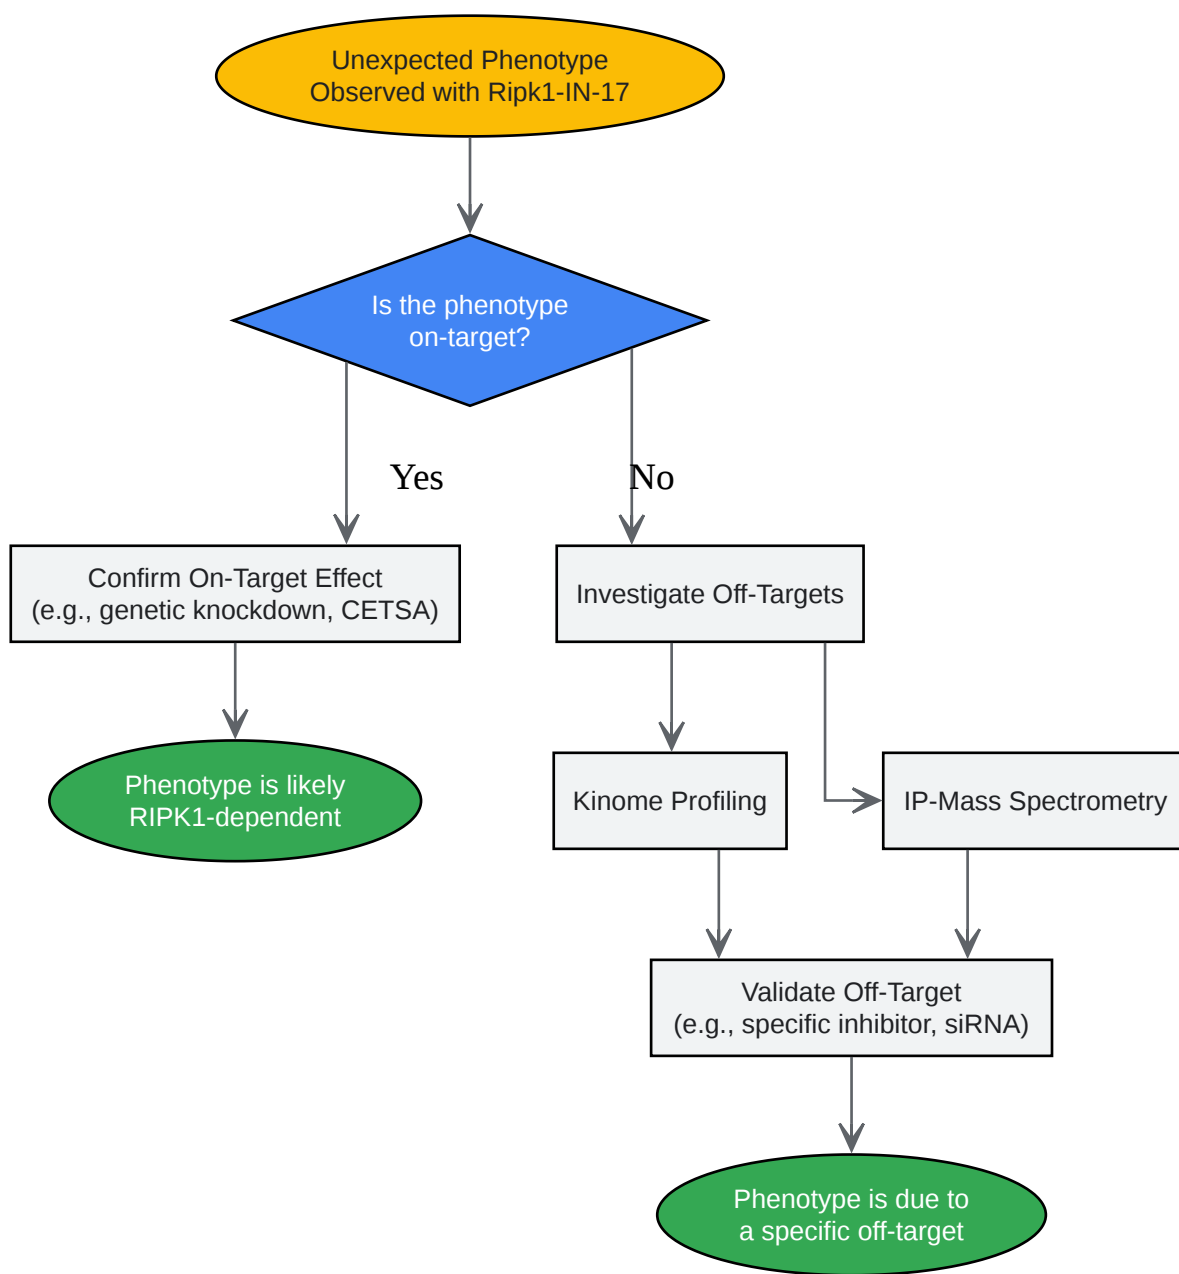 Unexpected Phenotype
Observed with Ripk1-IN-17
Is the phenotype
on-target?
Yes
No
Confirm On-Target Effect
(e.g., genetic knockdown, CETSA)
Investigate Off-Targets
Phenotype is likely
RIPK1-dependent
Kinome Profiling
IP-Mass Spectrometry
Validate Off-Target
(e.g., specific inhibitor, siRNA)
Phenotype is due to
a specific off-target